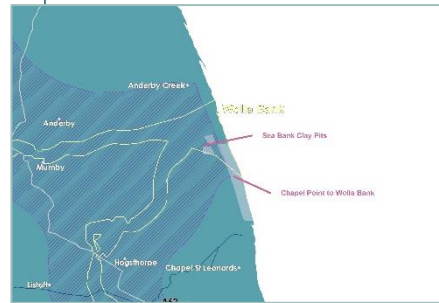 Anderby Creek
Wolla Bank
Anderby
Sea Bank Clay Pits
Mumby
Chapel Point to Wolla Bank
Hogsthorpe
Chapel St Leonards